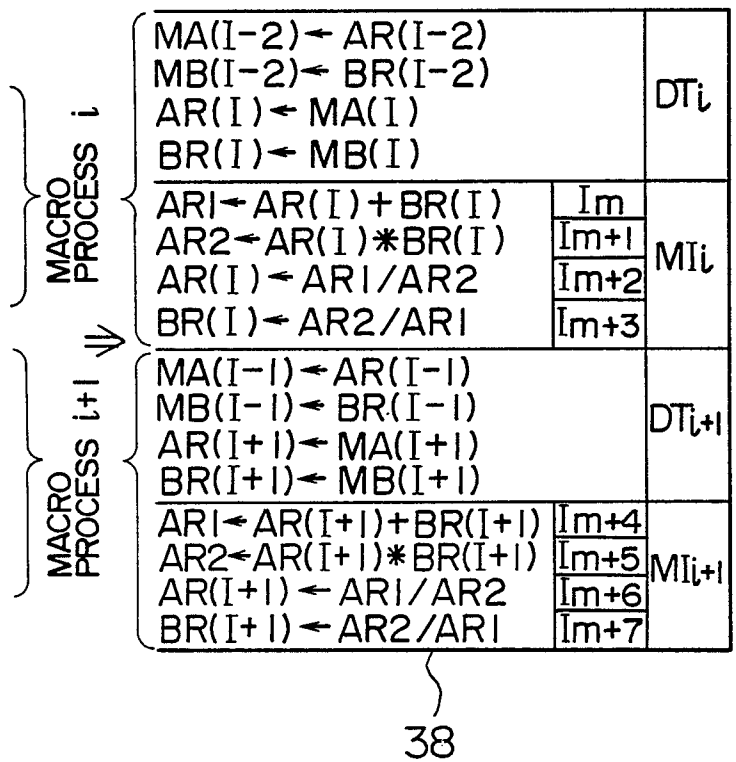 MACRO PROCESS i
MA(I-2)← AR(I-2)
MB(I-2)← BR(I-2)
AR(I)← MA(I)
BR(I)← MB(I)
DTi
AR1←AR(I)+BR(I) Im
AR2←AR(I)*BR(I) Im+1
AR(I)← AR1/AR2 Im+2
BR(I)← AR2/AR1 Im+3
MIi
⇒
MACRO PROCESS i+1
MA(I-1)←AR(I-1)
MB(I-1)← BR(I-1)
AR(I+1)←MA(I+1)
BR(I+1)←MB(I+1)
DTi+1
AR1←AR(I+1)+BR(I+1) Im+4
AR2←AR(I+1)*BR(I+1) Im+5
AR(I+1)← AR1/AR2 Im+6
BR(I+1)← AR2/AR1 Im+7
MIi+1
38